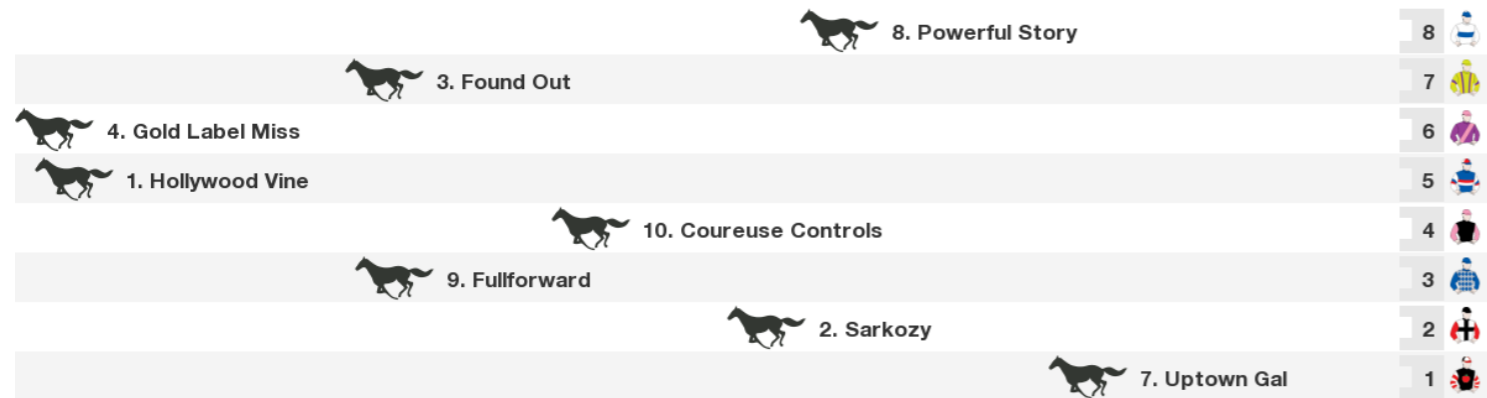 8. Powerful Story 8
3. Found Out 7
4. Gold Label Miss 6
1. Hollywood Vine 5
10. Coureuse Controls 4
9. Fullforward 3
2. Sarkozy 2
7. Uptown Gal 1